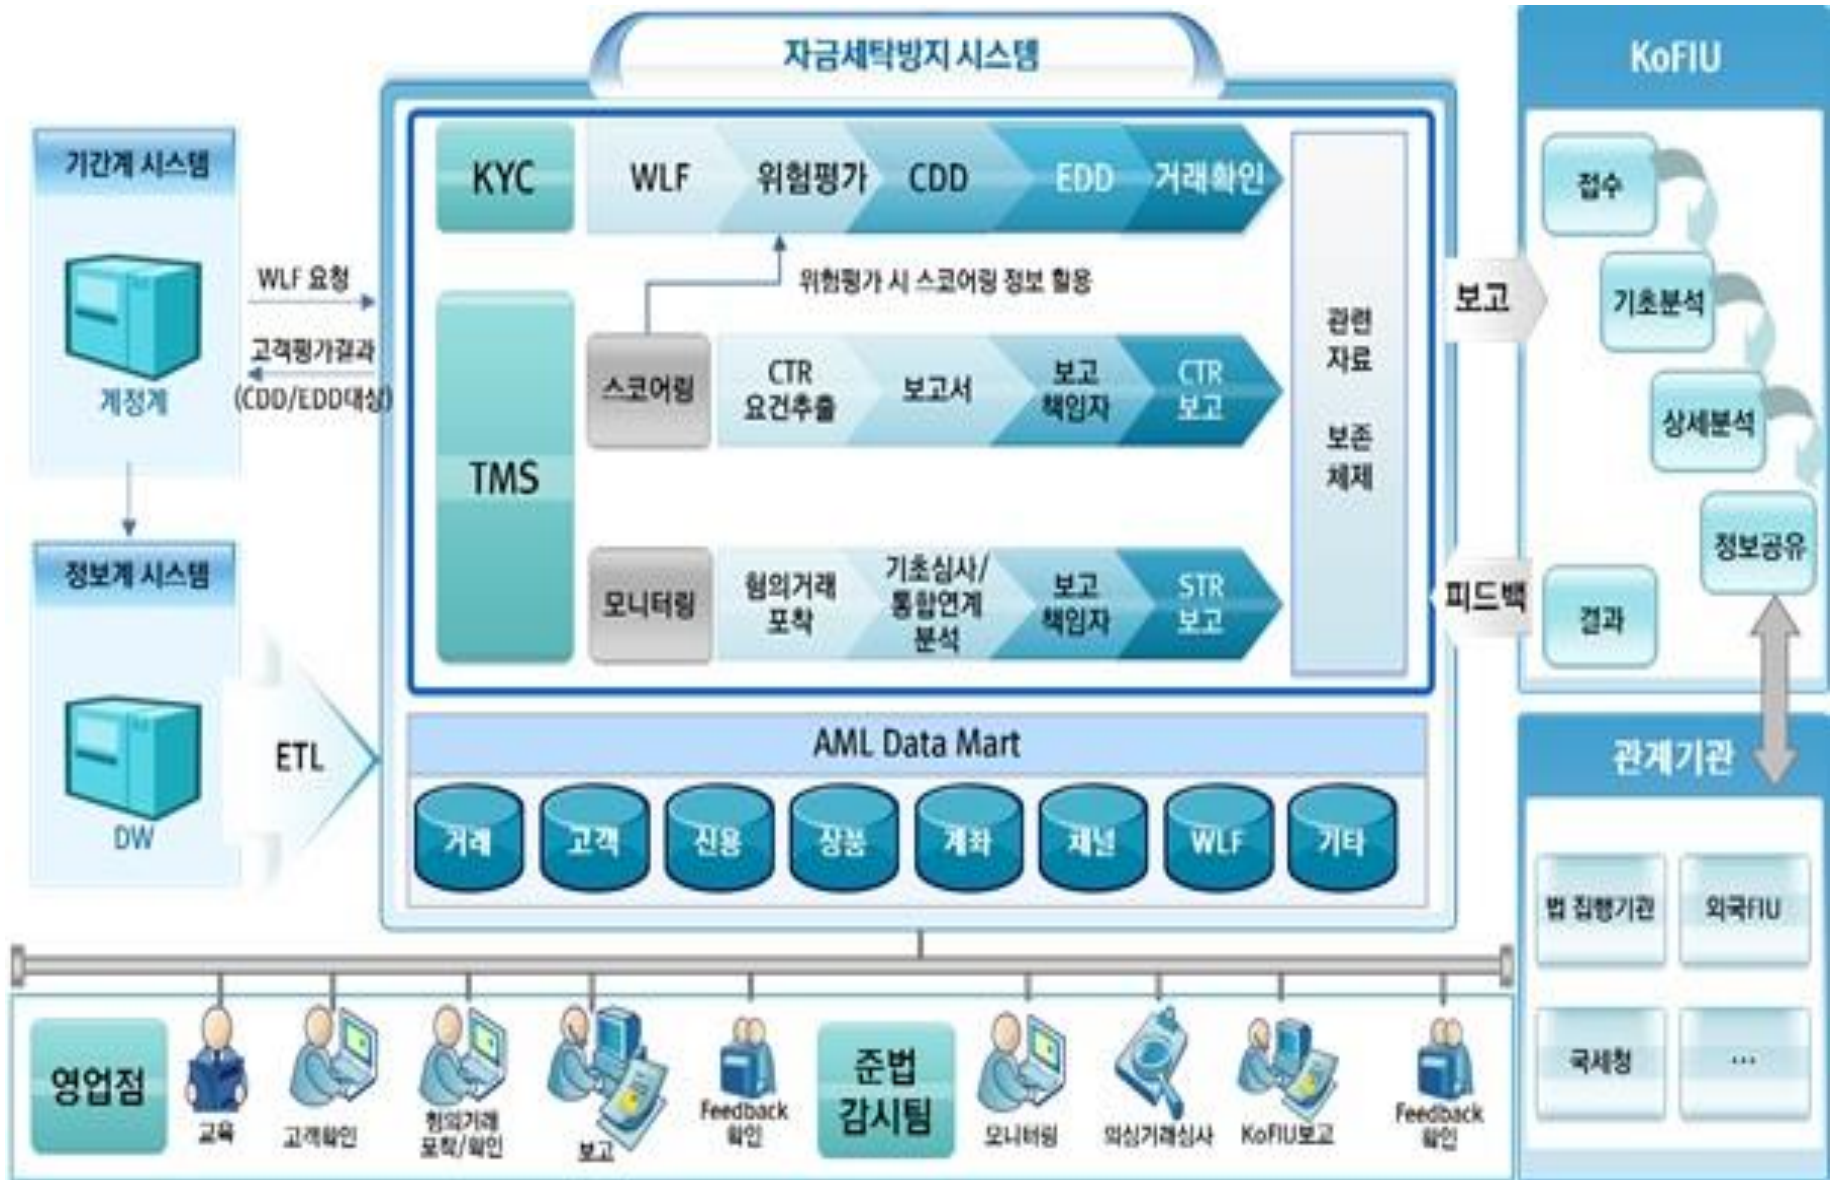 자금세탁방지 시스템
KoFIU
기간계 시스템
계정계
WLF 요청
고객평가결과
(CDD/EDD대상)
정보계 시스템
DW
ETL
KYC
WLF
위험평가
CDD
EDD
거래확인
위험평가 시 스코어링 정보 활용
TMS
스코어링
CTR
요건추출
보고서
보고
책임자
CTR
보고
모니터링
혐의거래
포착
기초심사/
통합연계
분석
보고
책임자
STR
보고
관련
자료
보존
체제
보고
피드백
접수
기초분석
상세분석
정보공유
결과
AML Data Mart
거래
고객
신용
상품
계좌
채널
WLF
기타
관계기관
법 집행기관
외국FIU
국세청
...
영업점
교육
고객확인
혐의거래
포착/확인
보고
Feedback
확인
준법
감시팀
모니터링
의심거래심사
KoFIU보고
Feedback
확인